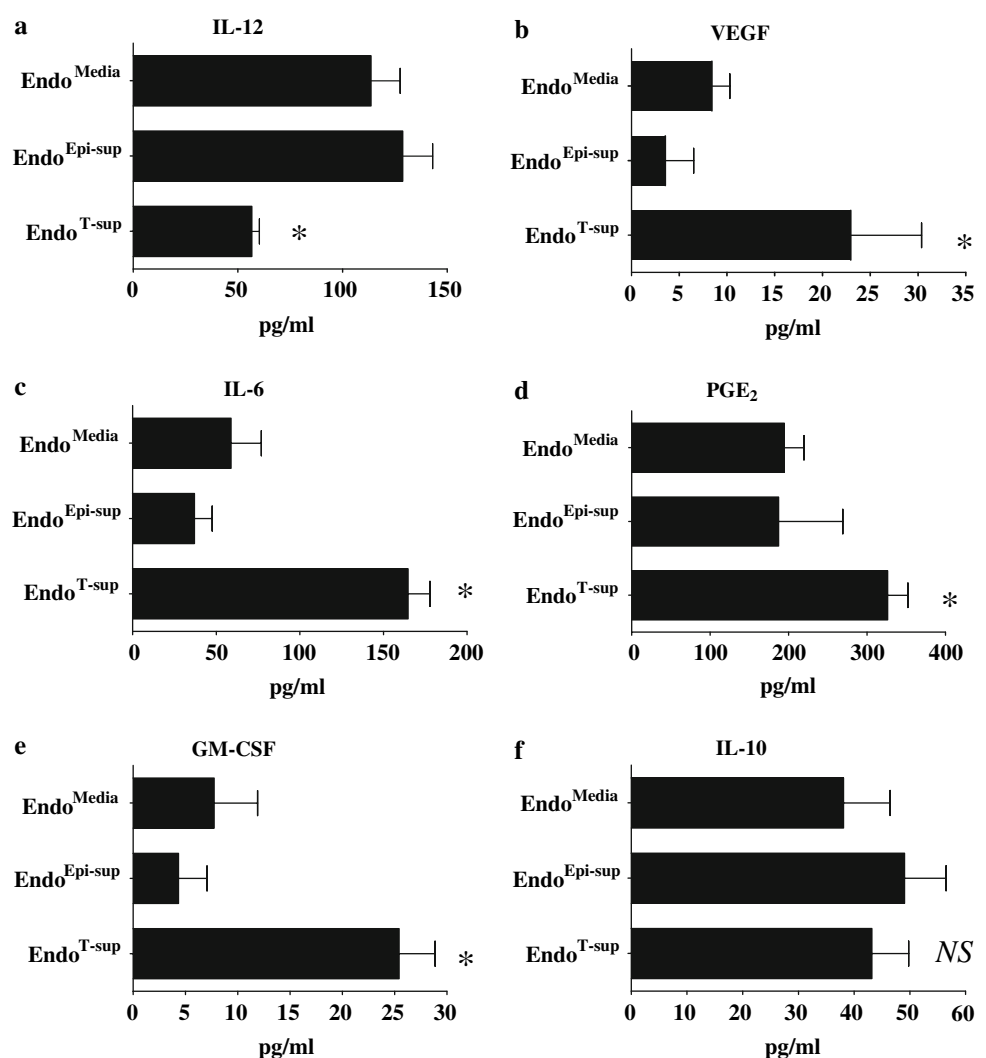 a
IL-12
Endo^Media
Endo^Epi-sup
Endo^T-sup
*
0 50 100 150
pg/ml
b
VEGF
Endo^Media
Endo^Epi-sup
Endo^T-sup
*
0 5 10 15 20 25 30 35
pg/ml
c
IL-6
Endo^Media
Endo^Epi-sup
Endo^T-sup
*
0 50 100 150 200
pg/ml
d
PGE₂
Endo^Media
Endo^Epi-sup
Endo^T-sup
*
0 100 200 300 400
pg/ml
e
GM-CSF
Endo^Media
Endo^Epi-sup
Endo^T-sup
*
0 5 10 15 20 25 30
pg/ml
f
IL-10
Endo^Media
Endo^Epi-sup
Endo^T-sup
NS
0 10 20 30 40 50 60
pg/ml